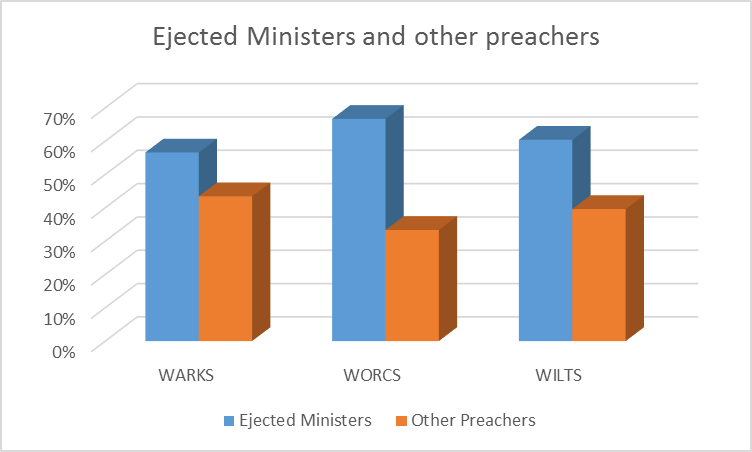 Ejected Ministers and other preachers
70%
60%
50%
40%
30%
20%
10%
0%
WARKS WORCS WILTS
Ejected Ministers Other Preachers